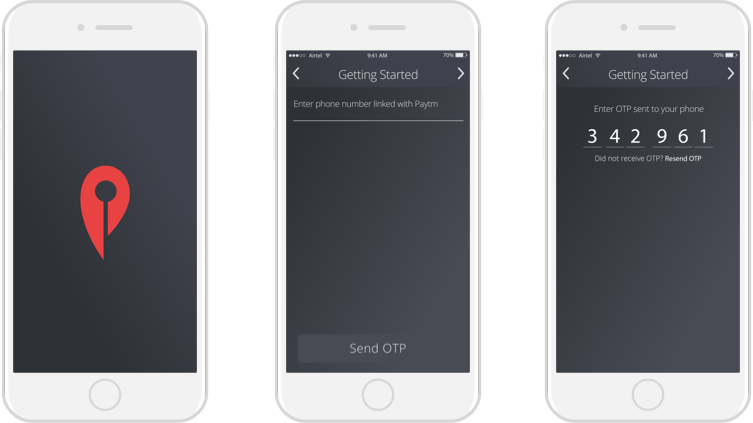 Airtel 9:41 AM 70%
Getting Started
Enter phone number linked with Paytm
Send OTP
Airtel 9:41 AM 70%
Getting Started
Enter OTP sent to your phone
3 4 2 9 6 1
Did not receive OTP? Resend OTP